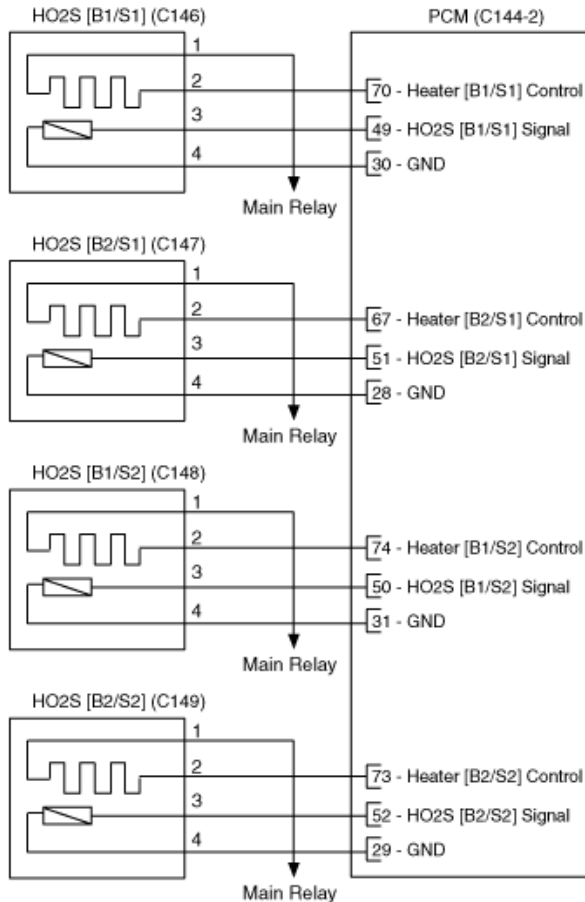 HO2S [B1/S1] (C146)
PCM (C144-2)
1
2
70 - Heater [B1/S1] Control
3
49 - HO2S [B1/S1] Signal
4
30 - GND
Main Relay
HO2S [B2/S1] (C147)
1
2
67 - Heater [B2/S1] Control
3
51 - HO2S [B2/S1] Signal
4
28 - GND
Main Relay
HO2S [B1/S2] (C148)
1
2
74 - Heater [B1/S2] Control
3
50 - HO2S [B1/S2] Signal
4
31 - GND
Main Relay
HO2S [B2/S2] (C149)
1
2
73 - Heater [B2/S2] Control
3
52 - HO2S [B2/S2] Signal
4
29 - GND
Main Relay